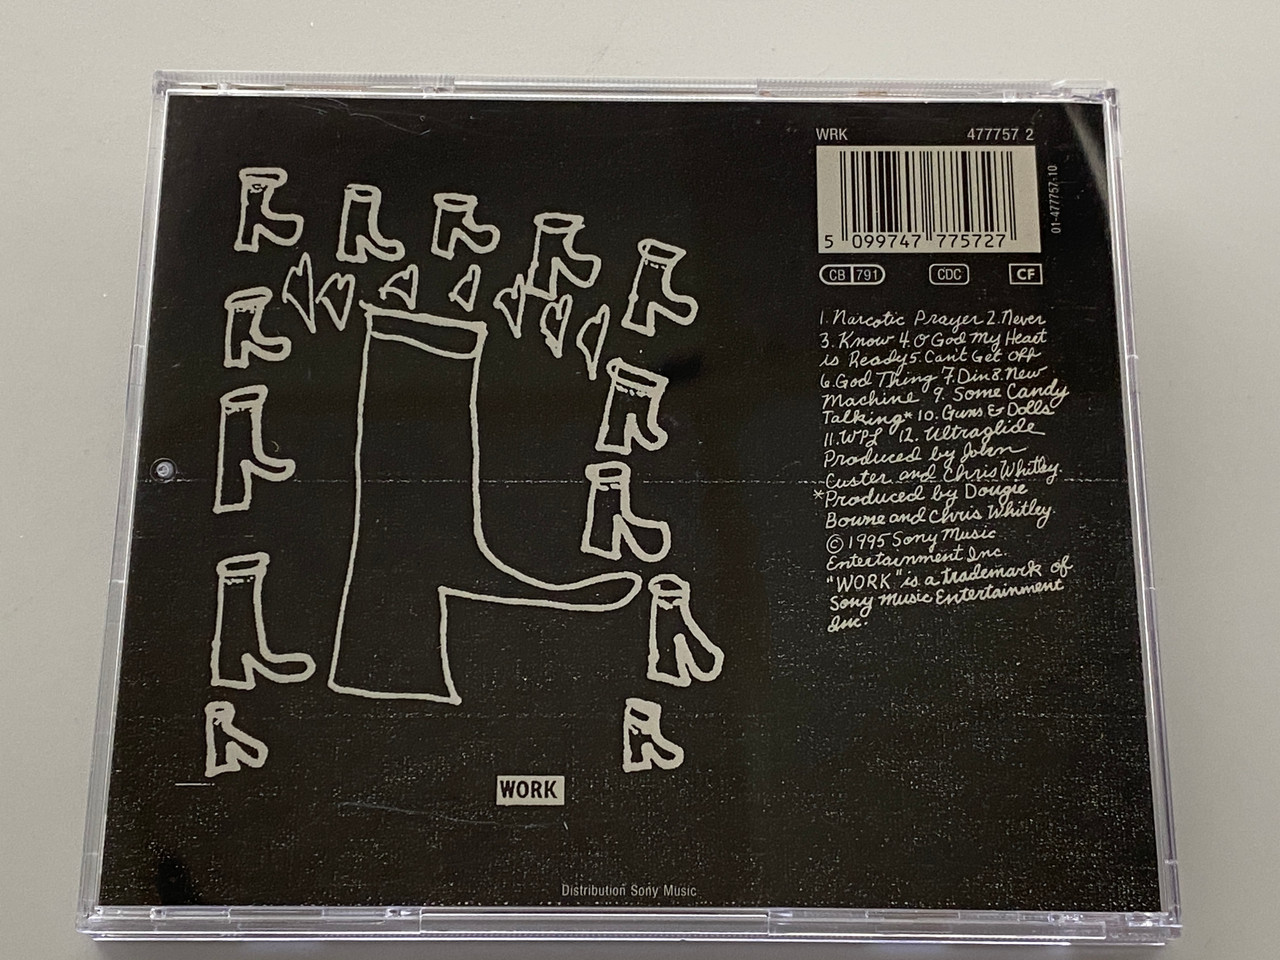 WRK 477757 2
5 099747 775727
01-477757-10
CB 791 CDC CF
1. Narcotic Prayer 2. Never
3. Know 4. O God My Heart
is Ready 5. Can't Get Off
6. God Thing 7. Din 8. New
Machine 9. Some Candy
Talking* 10. Guns & Dolls
11. WPL 12. Ultraglide
Produced by John
Custer and Chris Whitley.
*Produced by Dougie
Bowne and Chris Whitley.
© 1995 Sony Music
Entertainment Inc.
"WORK" is a trademark of
Sony Music Entertainment
Inc.
WORK
Distribution Sony Music